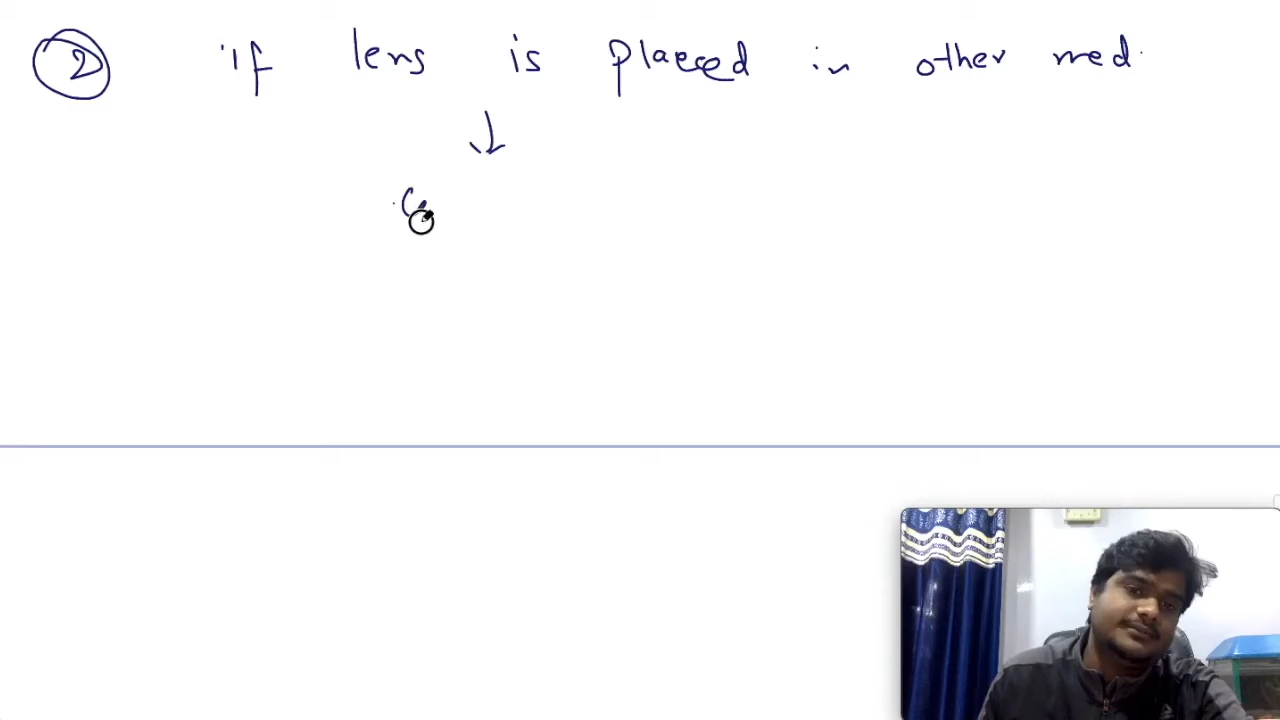 ② if lens is placed in other med.